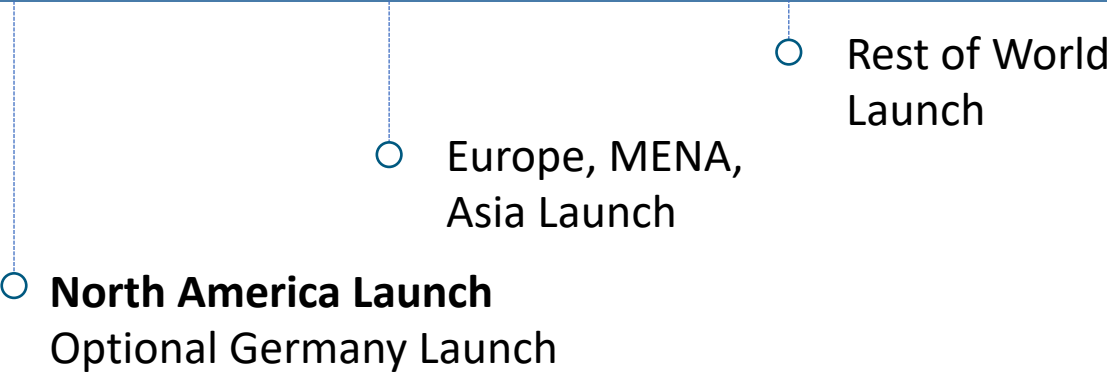 Rest of World
Launch
Europe, MENA,
Asia Launch
North America Launch
Optional Germany Launch